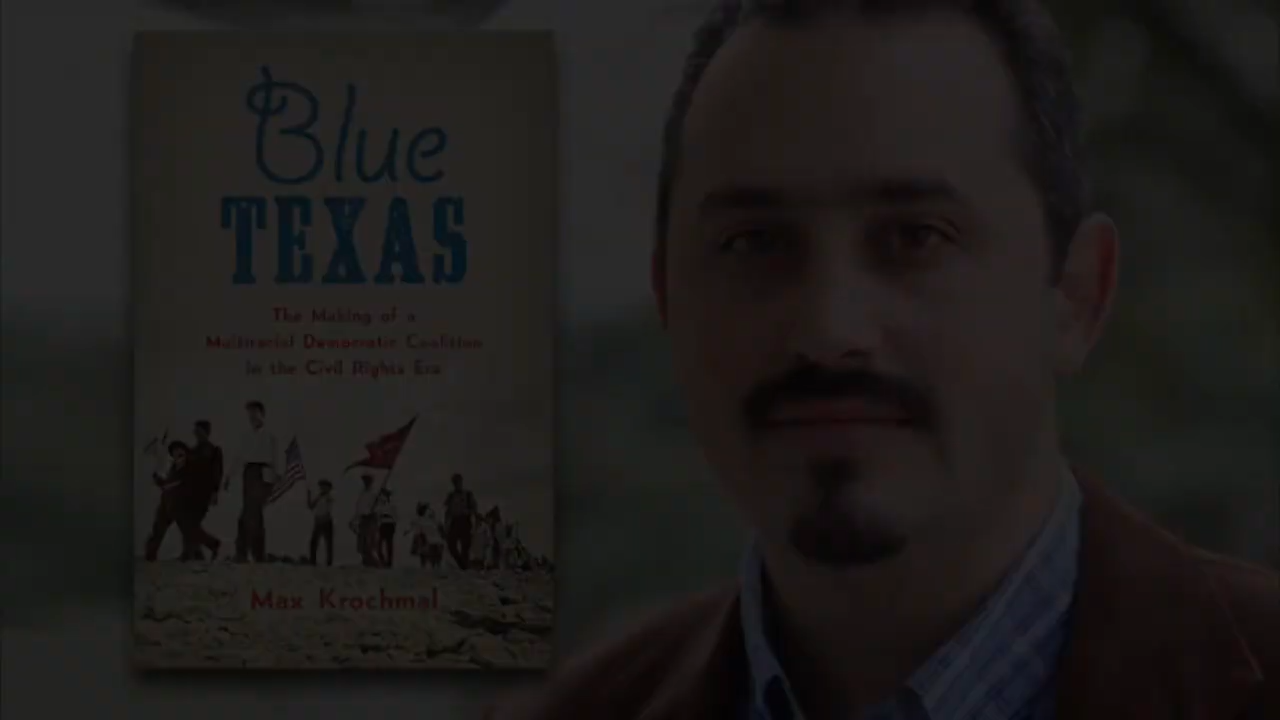 Blue
TEXAS
The Making of a
Multiracial Democratic Coalition
in the Civil Rights Era
Max Krochmal